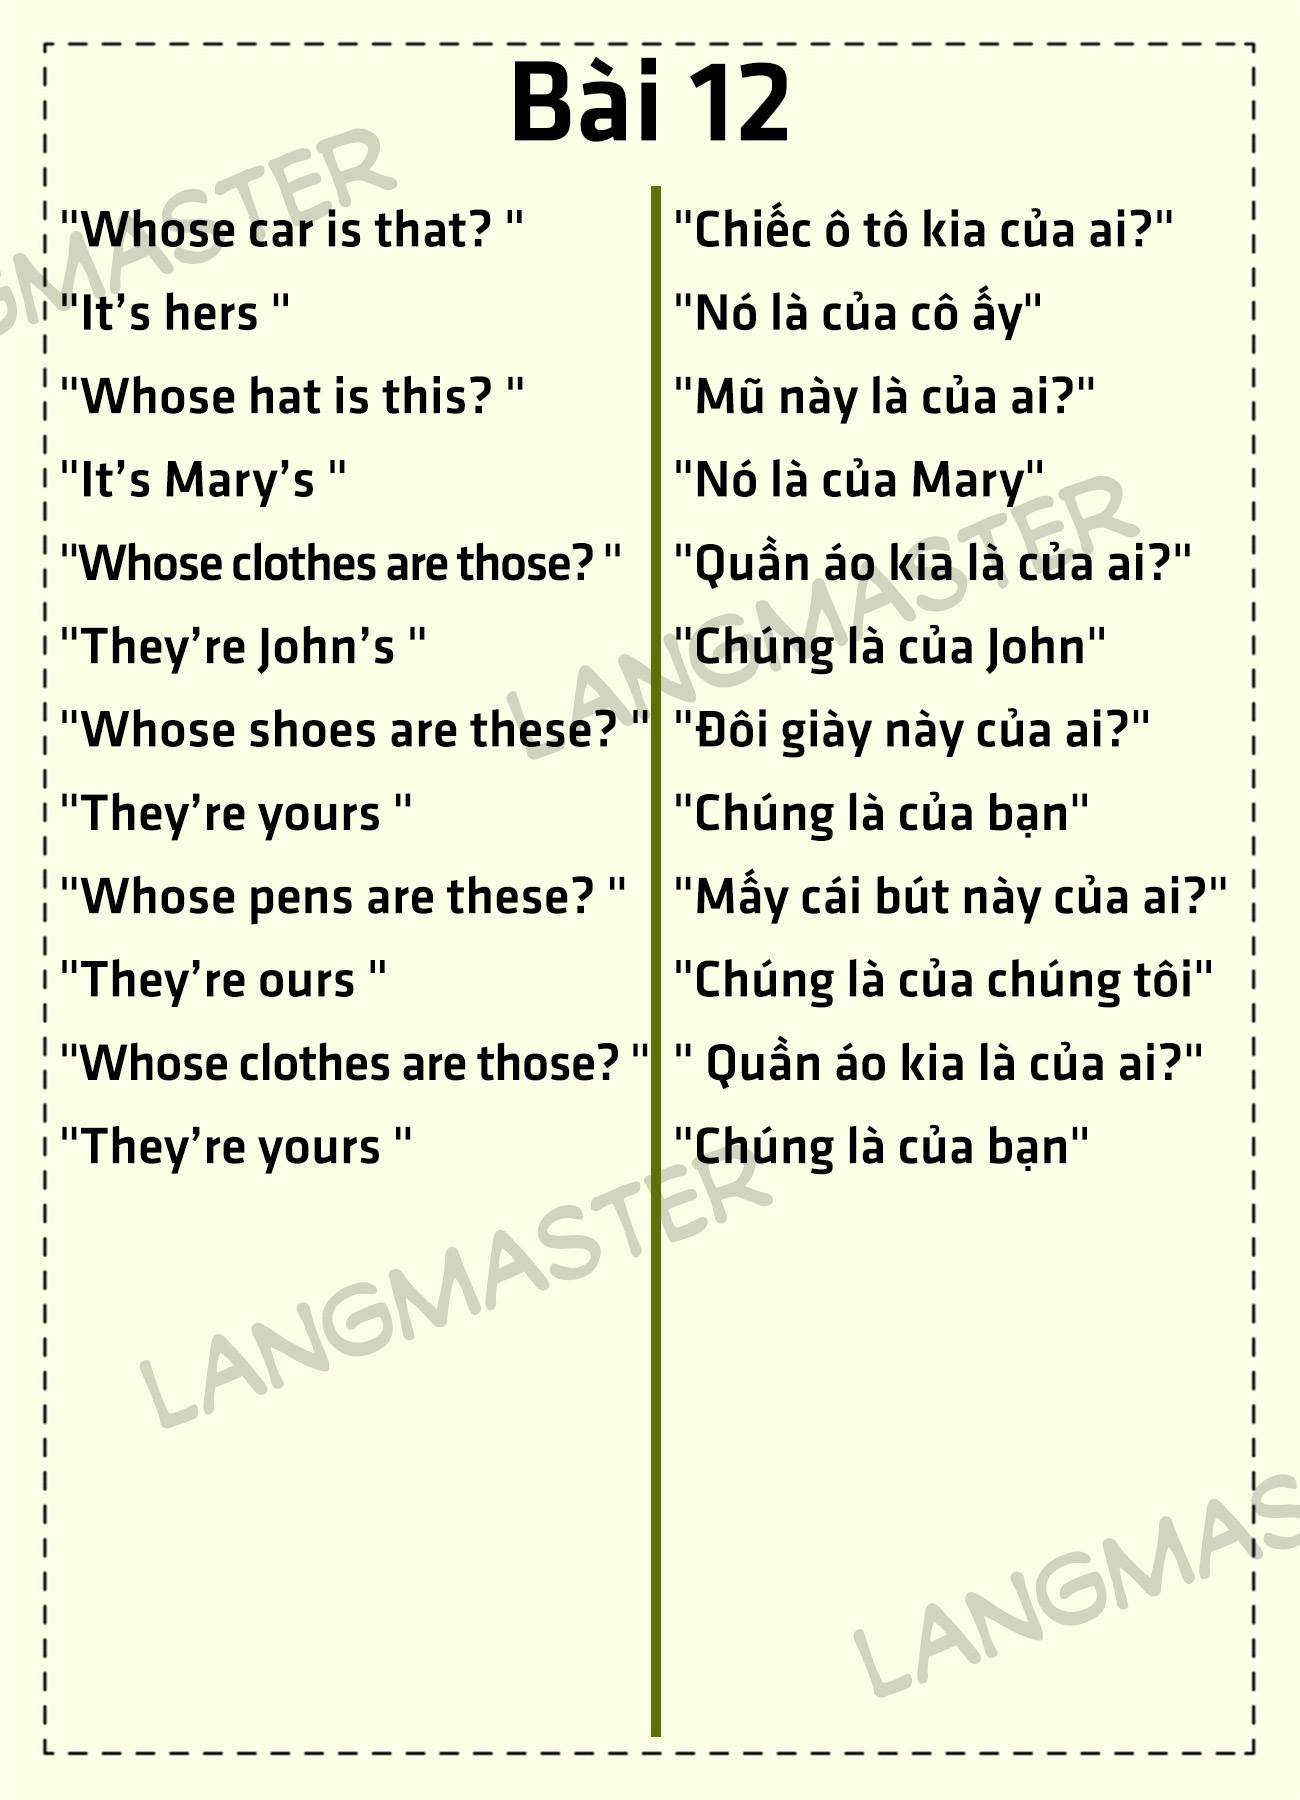 Bài 12
"Whose car is that? " "Chiếc ô tô kia của ai?"
"It’s hers " "Nó là của cô ấy"
"Whose hat is this? " "Mũ này là của ai?"
"It’s Mary’s " "Nó là của Mary"
"Whose clothes are those? " "Quần áo kia là của ai?"
"They’re John’s " "Chúng là của John"
"Whose shoes are these? " "Đôi giày này của ai?"
"They’re yours " "Chúng là của bạn"
"Whose pens are these? " "Mấy cái bút này của ai?"
"They’re ours " "Chúng là của chúng tôi"
"Whose clothes are those? " " Quần áo kia là của ai?"
"They’re yours " "Chúng là của bạn"
GMASTER
LANGMASTER
LANGMASTER
LANGMAS